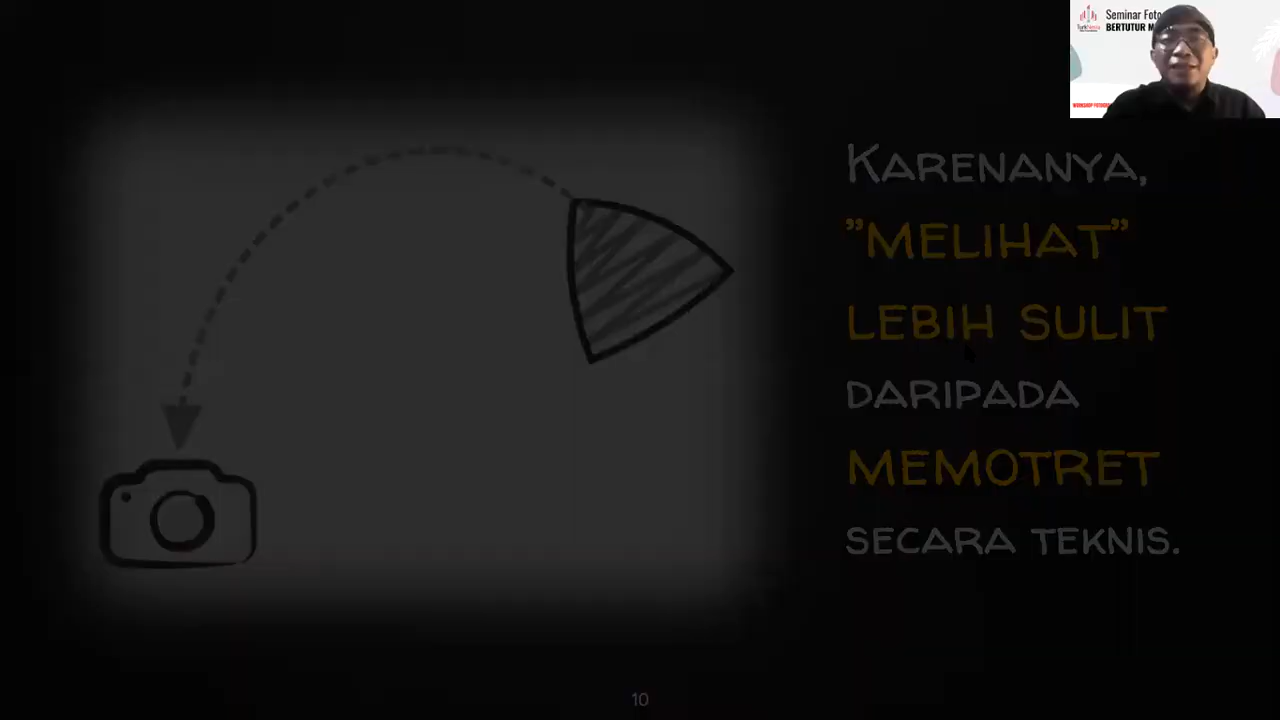 Seminar Foto
BERTUTUR M
KARENANYA,
”MELIHAT”
LEBIH SULIT
DARIPADA
MEMOTRET
SECARA TEKNIS.
10